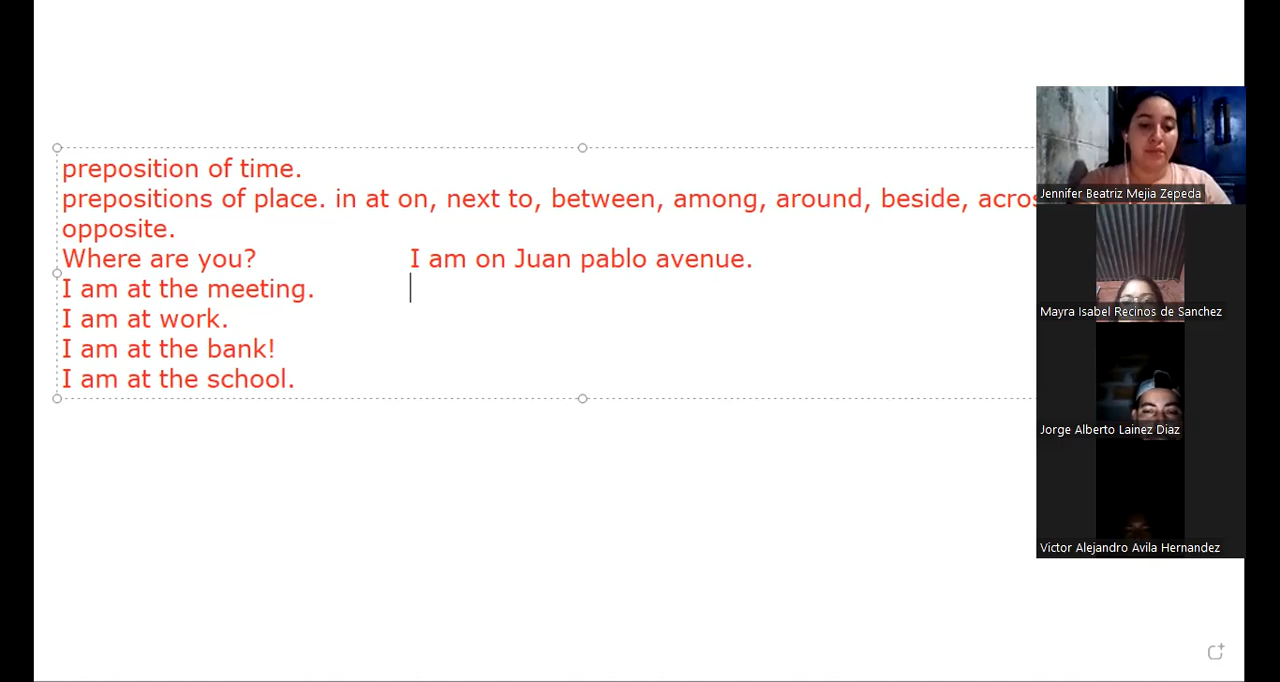 preposition of time.
prepositions of place. in at on, next to, between, among, around, beside, acros
opposite.
Where are you? I am on Juan pablo avenue.
I am at the meeting.
I am at work.
I am at the bank!
I am at the school.
Jennifer Beatriz Mejia Zepeda
Mayra Isabel Recinos de Sanchez
Jorge Alberto Lainez Diaz
Victor Alejandro Avila Hernandez